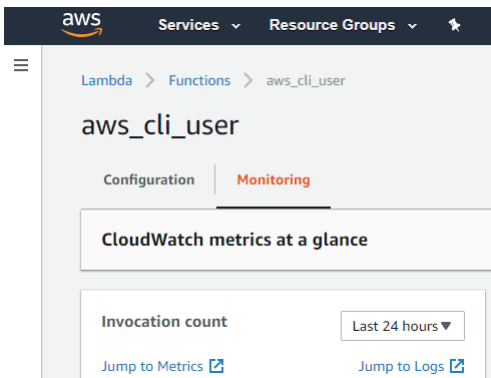 aws Services Resource Groups
Lambda > Functions > aws_cli_user
aws_cli_user
Configuration Monitoring
CloudWatch metrics at a glance
Invocation count Last 24 hours
Jump to Metrics Jump to Logs